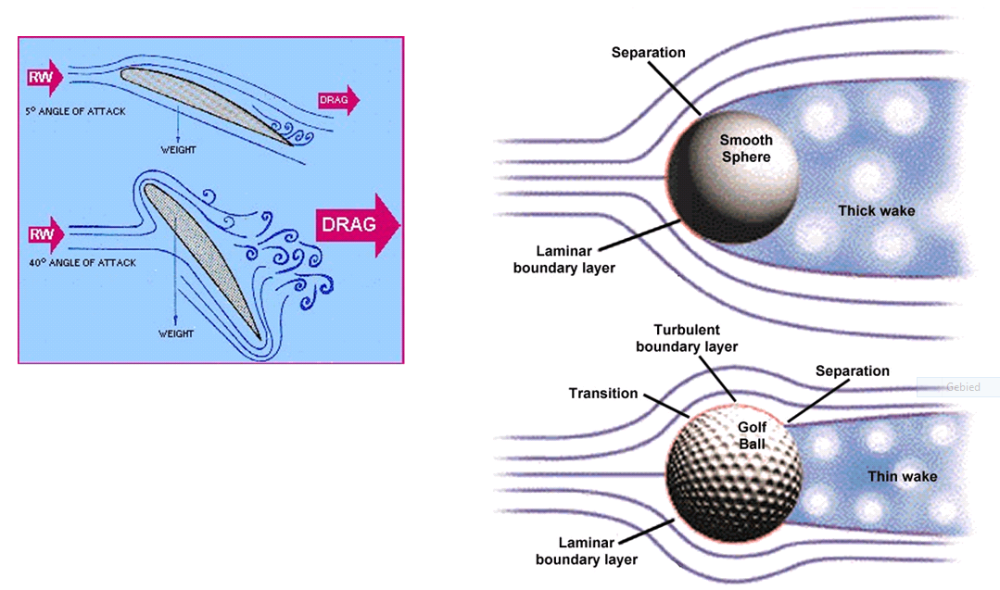 RW
5° ANGLE OF ATTACK
DRAG
WEIGHT
RW
40° ANGLE OF ATTACK
DRAG
WEIGHT
Separation
Smooth
Sphere
Thick wake
Laminar
boundary layer
Turbulent
boundary layer
Separation
Transition
Gebied
Golf
Ball
Thin wake
Laminar
boundary layer